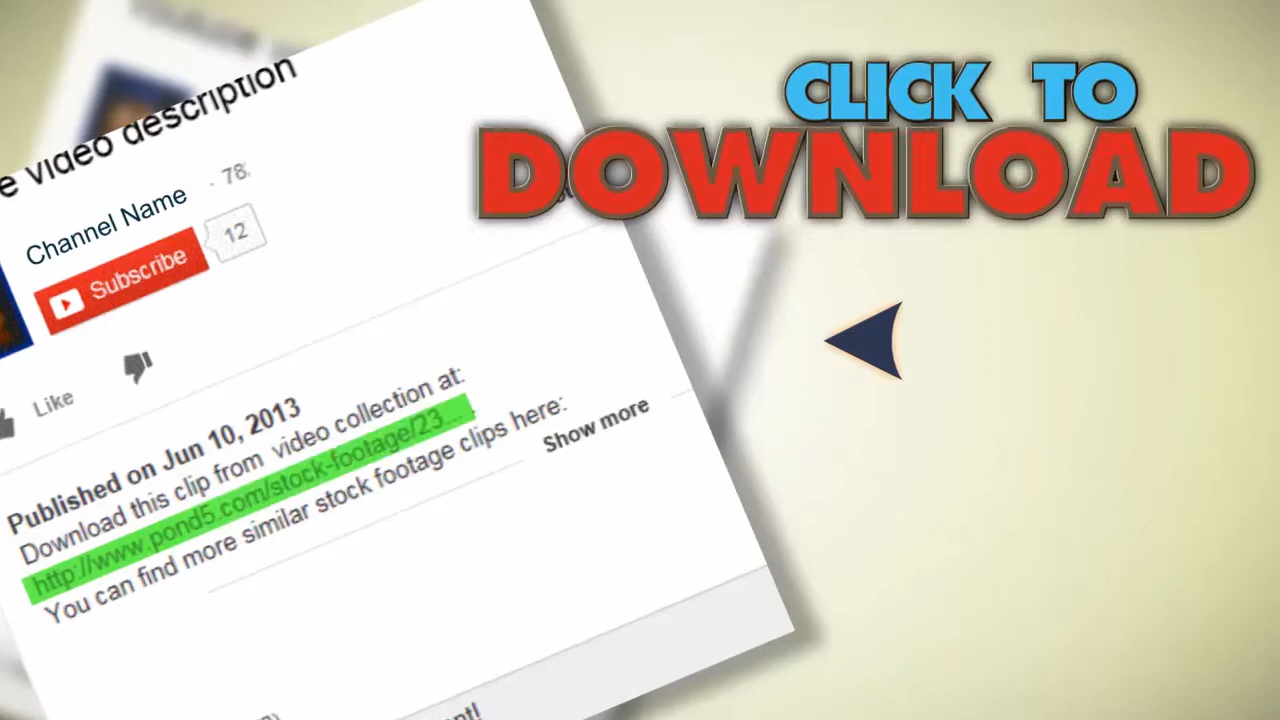 CLICK TO
DOWNLOAD
e video description
Channel Name
78
Subscribe
12
Like
Published on Jun 10, 2013
Download this clip from video collection at:
http://www.pond5.com/stock-footage/23...
You can find more similar stock footage clips here:
Show more